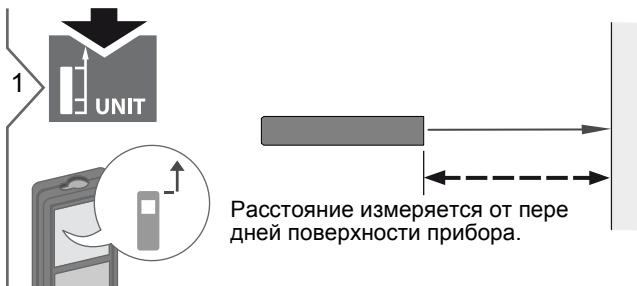 1
UNIT
Расстояние измеряется от пере
дней поверхности прибора.